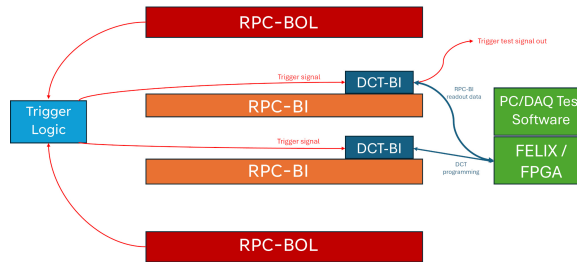 RPC-BOL
Trigger test signal out
Trigger signal
DCT-BI
RPC-BI
readout data
RPC-BI
PC/DAQ Tes
Software
Trigger
Logic
Trigger signal
DCT-BI
FELIX /
FPGA
RPC-BI
DCT
programming
RPC-BOL